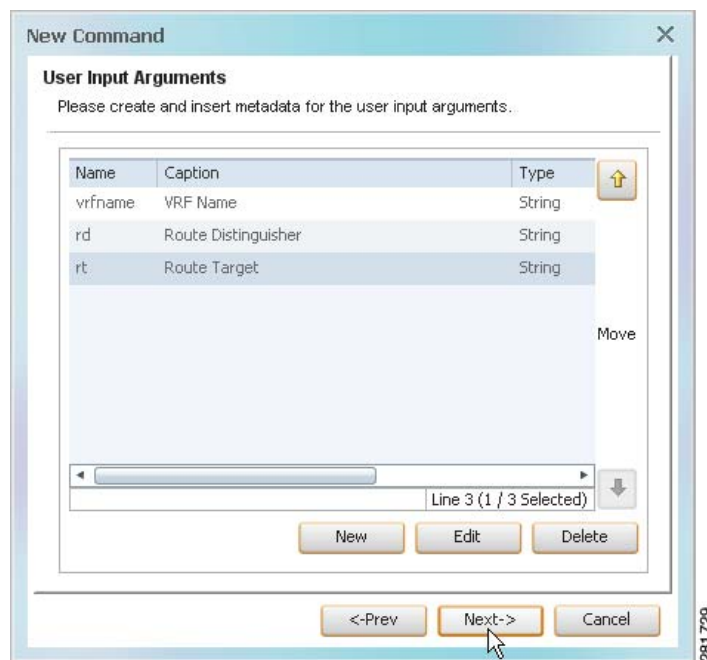 New Command
User Input Arguments
Please create and insert metadata for the user input arguments.
Name Caption Type
vrfname VRF Name String
rd Route Distinguisher String
rt Route Target String
Move
Line 3 (1 / 3 Selected)
New Edit Delete
<-Prev Next-> Cancel
281729